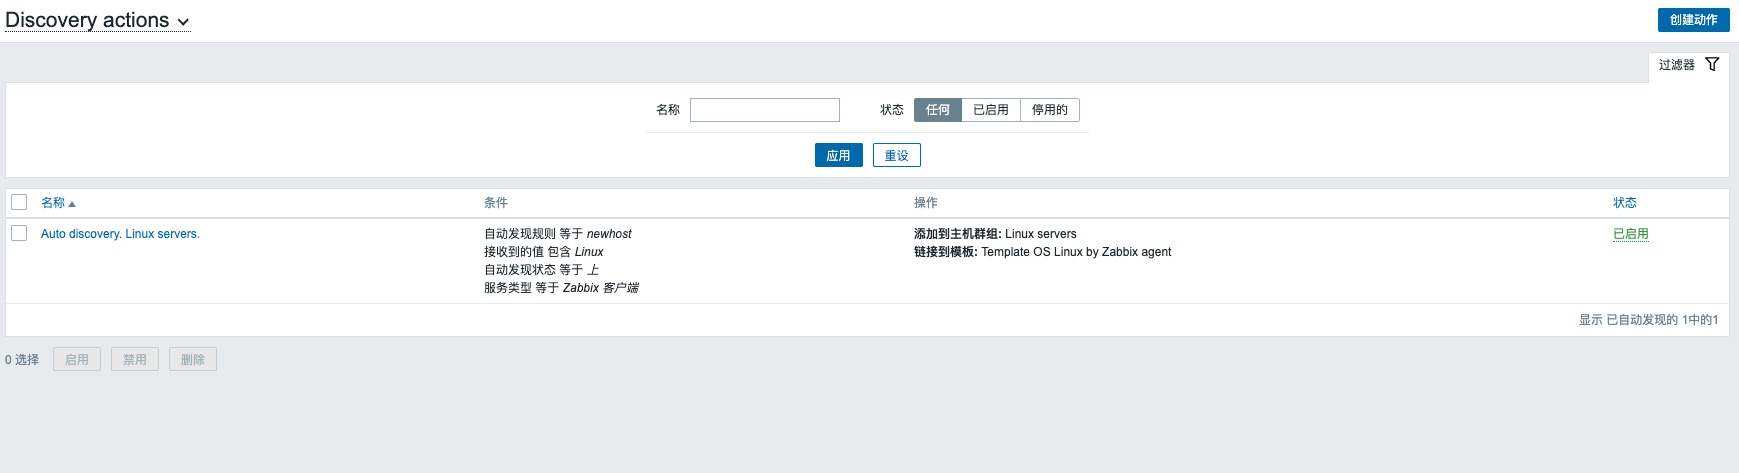 Discovery actions
创建动作
过滤器
名称 状态 任何 已启用 停用的
应用 重设
名称 条件 操作 状态
Auto discovery. Linux servers. 自动发现规则 等于 newhost 添加到主机群组: Linux servers 已启用
接收到的值 包含 Linux 链接到模板: Template OS Linux by Zabbix agent
自动发现状态 等于 上
服务类型 等于 Zabbix 客户端
显示 已自动发现的 1中的1
0 选择 启用 禁用 删除